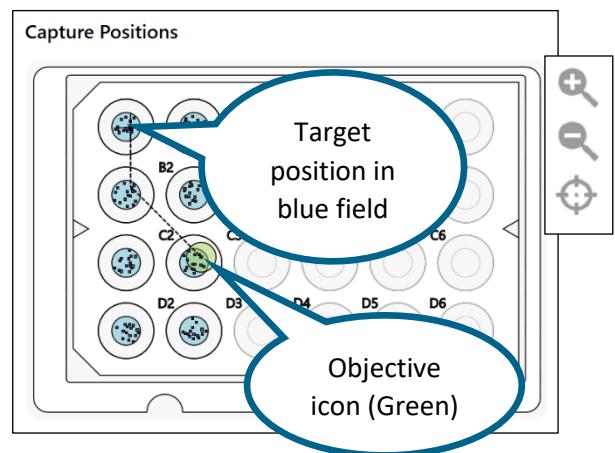 Capture Positions
Target
position in
blue field
B2
C2
C6
D2 D3 D4 D5 D6
Objective
icon (Green)